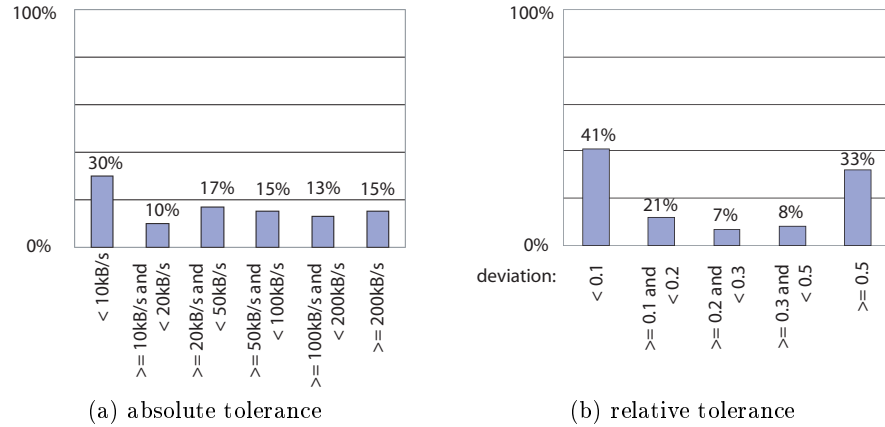 100%
0%
30%
10%
17%
15%
13%
15%
< 10kB/s
>= 10kB/s and
< 20kB/s
>= 20kB/s and
< 50kB/s
>= 50kB/s and
< 100kB/s
>= 100kB/s and
< 200kB/s
>= 200kB/s
(a) absolute tolerance
100%
0%
41%
21%
7%
8%
33%
deviation:
< 0.1
>= 0.1 and
< 0.2
>= 0.2 and
< 0.3
>= 0.3 and
< 0.5
>= 0.5
(b) relative tolerance